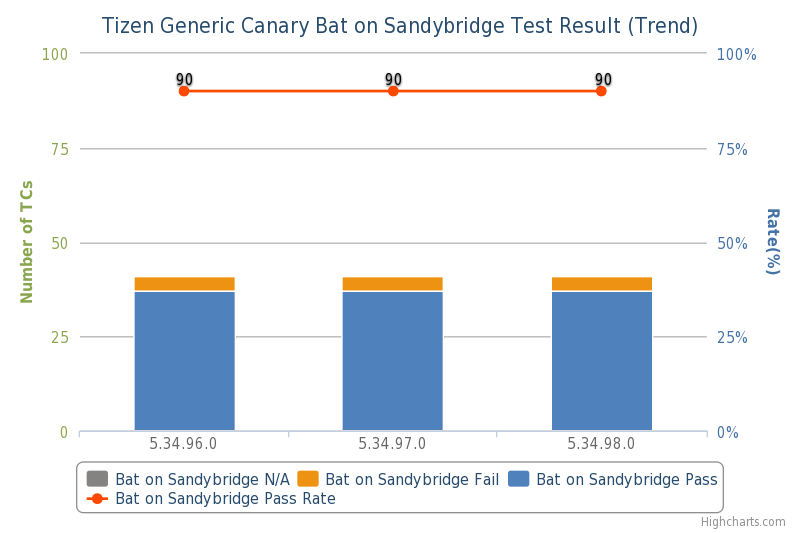 Tizen Generic Canary Bat on Sandybridge Test Result (Trend)
100 100%
90 90 90
75 75%
Number of TCs
Rate(%)
50 50%
25 25%
0 0%
5.34.96.0 5.34.97.0 5.34.98.0
Bat on Sandybridge N/A Bat on Sandybridge Fail Bat on Sandybridge Pass
Bat on Sandybridge Pass Rate
Highcharts.com